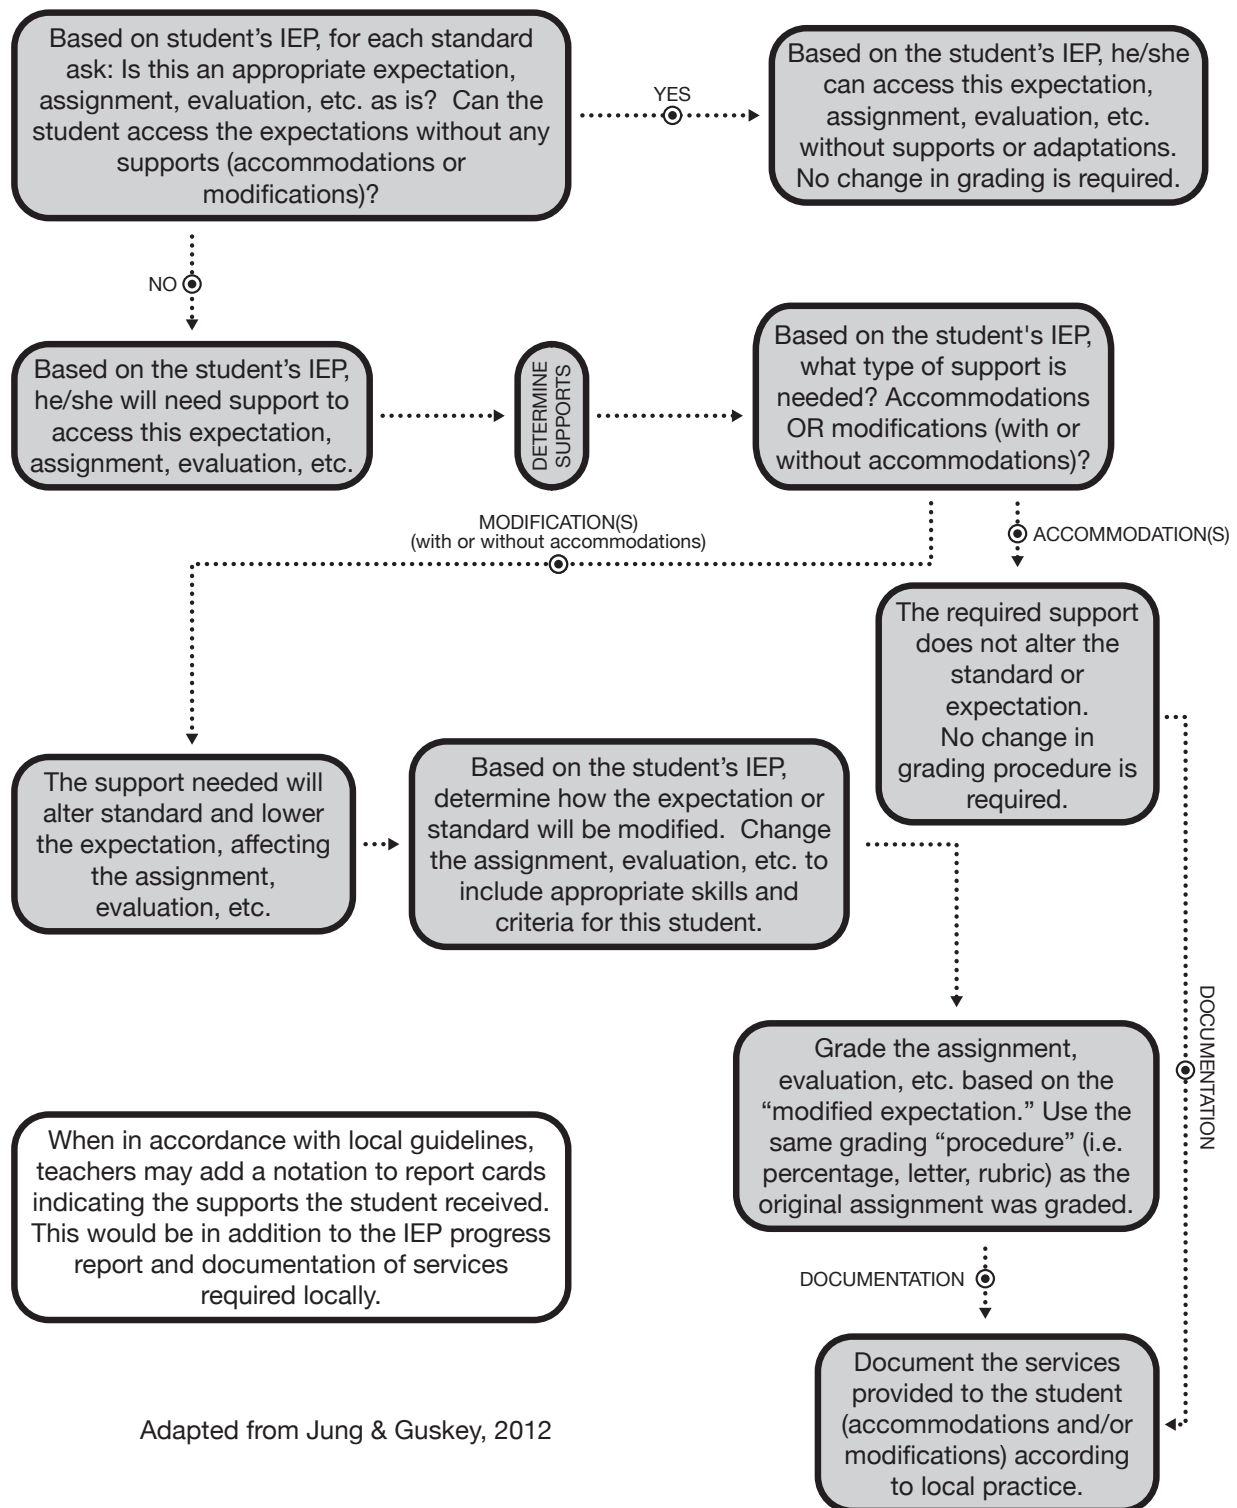 Based on student’s IEP, for each standard
ask: Is this an appropriate expectation,
assignment, evaluation, etc. as is?  Can the
student access the expectations without any
supports (accommodations or
modifications)?
YES
Based on the student’s IEP, he/she
can access this expectation,
assignment, evaluation, etc.
without supports or adaptations.
No change in grading is required.
NO
Based on the student’s IEP,
he/she will need support to
access this expectation,
assignment, evaluation, etc.
DETERMINE
SUPPORTS
Based on the student's IEP,
what type of support is
needed? Accommodations
OR modifications (with or
without accommodations)?
MODIFICATION(S)
(with or without accommodations)
ACCOMMODATION(S)
The required support
does not alter the
standard or
expectation.
No change in
grading procedure is
required.
The support needed will
alter standard and lower
the expectation, affecting
the assignment,
evaluation, etc.
Based on the student’s IEP,
determine how the expectation or
standard will be modified.  Change
the assignment, evaluation, etc. to
include appropriate skills and
criteria for this student.
DOCUMENTATION
Grade the assignment,
evaluation, etc. based on the
“modified expectation.” Use the
same grading “procedure” (i.e.
percentage, letter, rubric) as the
original assignment was graded.
When in accordance with local guidelines,
teachers may add a notation to report cards
indicating the supports the student received.
This would be in addition to the IEP progress
report and documentation of services
required locally.
DOCUMENTATION
Document the services
provided to the student
(accommodations and/or
modifications) according
to local practice.
Adapted from Jung & Guskey, 2012